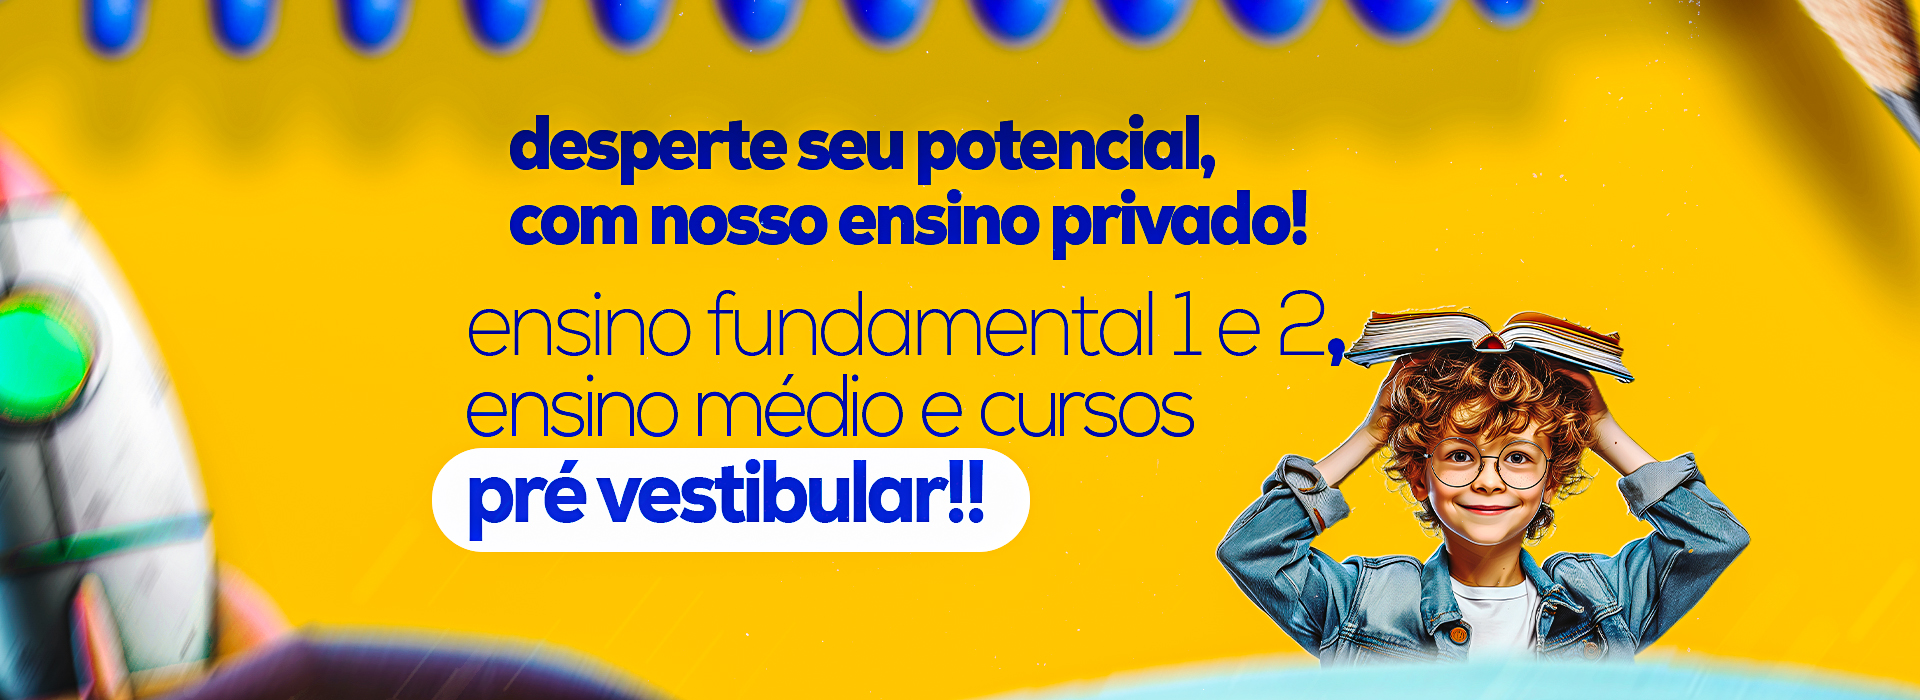 desperte seu potencial,
com nosso ensino privado!
ensino fundamental 1 e 2,
ensino médio e cursos
pré vestibular!!